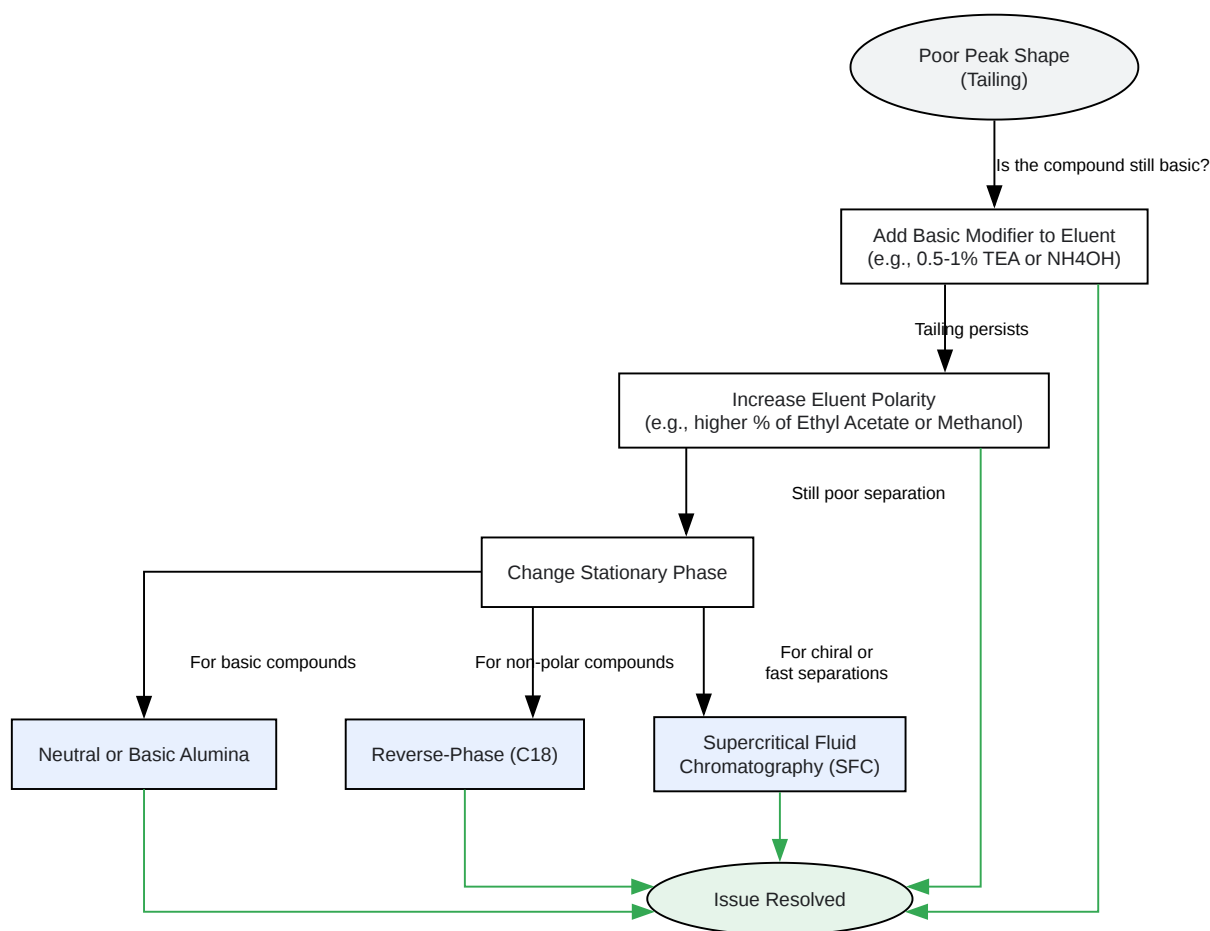 Poor Peak Shape
(Tailing)
Is the compound still basic?
Add Basic Modifier to Eluent
(e.g., 0.5-1% TEA or NH4OH)
Tailing persists
Increase Eluent Polarity
(e.g., higher % of Ethyl Acetate or Methanol)
Still poor separation
Change Stationary Phase
For basic compounds
For non-polar compounds
For chiral or
fast separations
Neutral or Basic Alumina
Reverse-Phase (C18)
Supercritical Fluid
Chromatography (SFC)
Issue Resolved